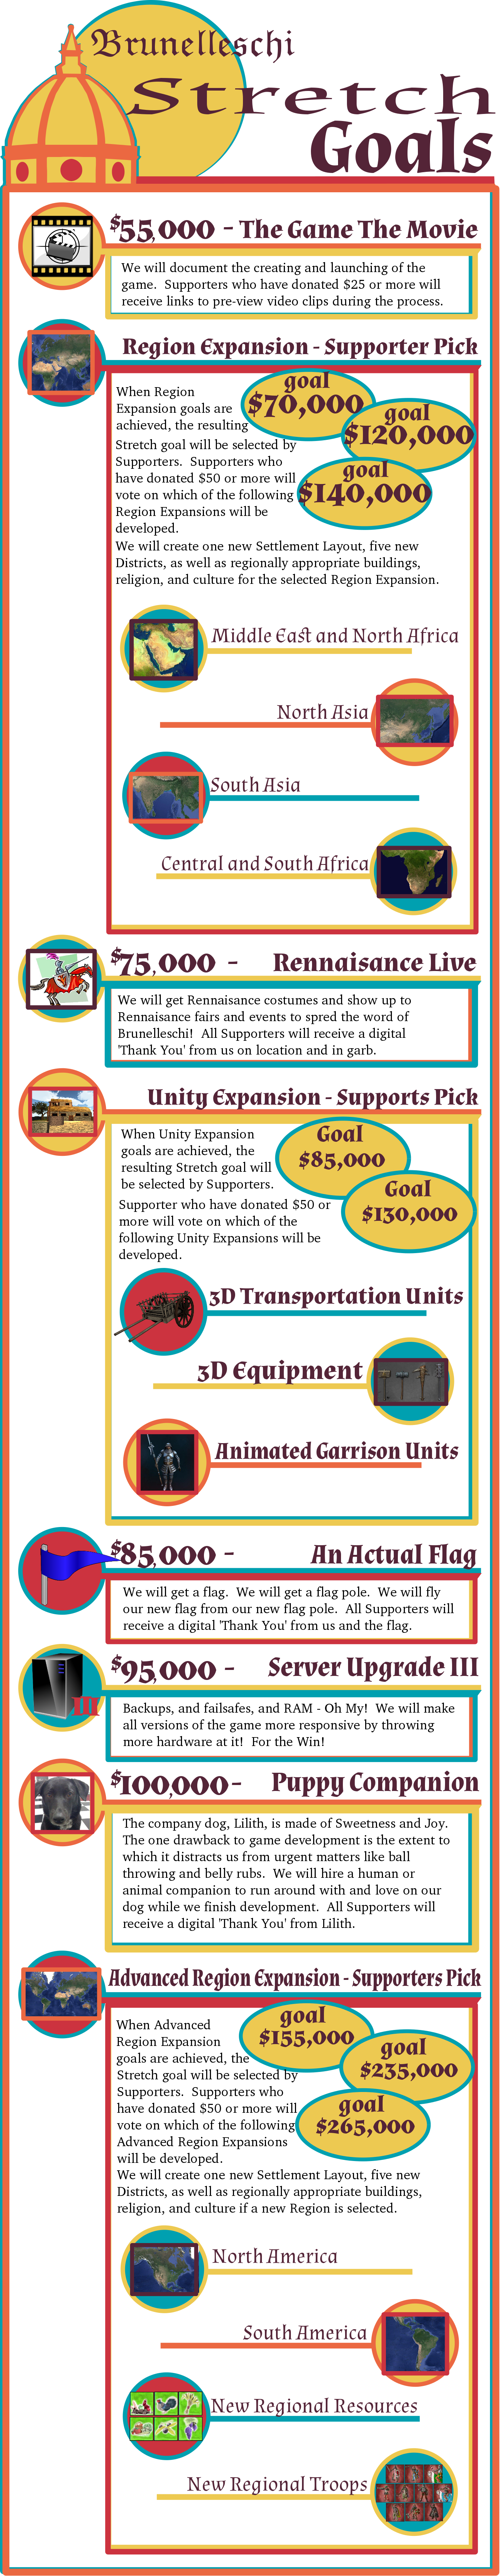 Brunelleschi
Stretch
Goals
$55,000 - The Game The Movie
We will document the creating and launching of the
game. Supporters who have donated $25 or more will
receive links to pre-view video clips during the process.
Region Expansion - Supporter Pick
When Region
Expansion goals are
achieved, the resulting
Stretch goal will be selected by
Supporters. Supporters who
have donated $50 or more will
vote on which of the following
Region Expansions will be
developed.
goal
$70,000
goal
$120,000
goal
$140,000
We will create one new Settlement Layout, five new
Districts, as well as regionally appropriate buildings,
religion, and culture for the selected Region Expansion.
Middle East and North Africa
North Asia
South Asia
Central and South Africa
$75,000 - Rennaisance Live
We will get Rennaisance costumes and show up to
Rennaisance fairs and events to spred the word of
Brunelleschi! All Supporters will receive a digital
'Thank You' from us on location and in garb.
Unity Expansion - Supports Pick
When Unity Expansion
goals are achieved, the
resulting Stretch goal will
be selected by Supporters.
Goal
$85,000
Goal
$130,000
Supporter who have donated $50 or
more will vote on which of the
following Unity Expansions will be
developed.
3D Transportation Units
3D Equipment
Animated Garrison Units
$85,000 - An Actual Flag
We will get a flag. We will get a flag pole. We will fly
our new flag from our new flag pole. All Supporters will
receive a digital 'Thank You' from us and the flag.
$95,000 - Server Upgrade III
III
Backups, and failsafes, and RAM - Oh My! We will make
all versions of the game more responsive by throwing
more hardware at it! For the Win!
$100,000 - Puppy Companion
The company dog, Lilith, is made of Sweetness and Joy.
The one drawback to game development is the extent to
which it distracts us from urgent matters like ball
throwing and belly rubs. We will hire a human or
animal companion to run around with and love on our
dog while we finish development. All Supporters will
receive a digital 'Thank You' from Lilith.
Advanced Region Expansion - Supporters Pick
When Advanced
Region Expansion
goals are achieved, the
Stretch goal will be selected by
Supporters. Supporters who
have donated $50 or more will
vote on which of the following
Advanced Region Expansions
will be developed.
goal
$155,000
goal
$235,000
goal
$265,000
We will create one new Settlement Layout, five new
Districts, as well as regionally appropriate buildings,
religion, and culture if a new Region is selected.
North America
South America
New Regional Resources
New Regional Troops